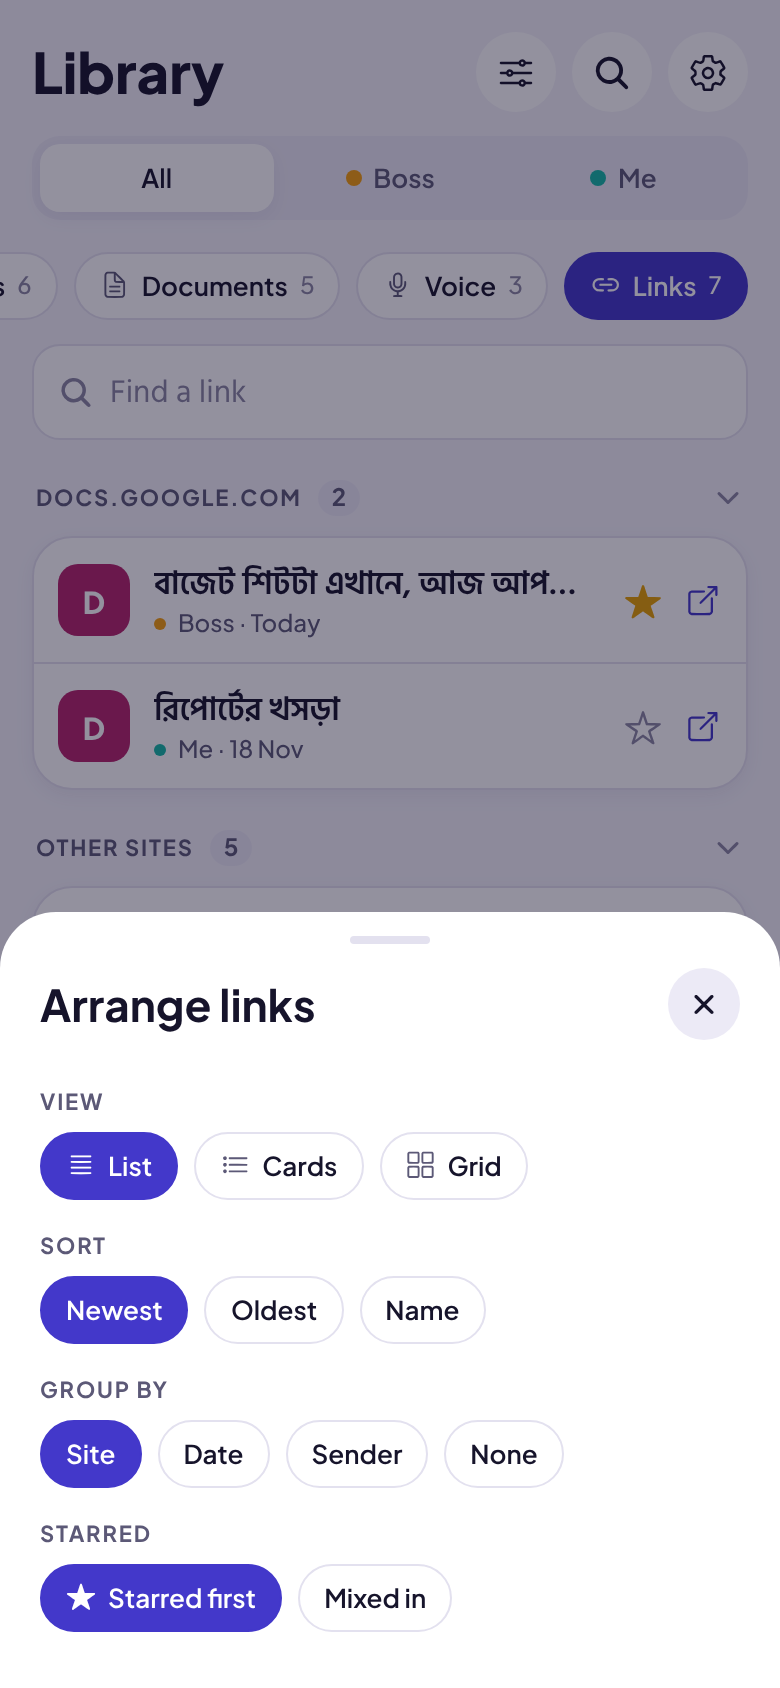 Library
All
Boss
Me
s 6
Documents 5
Voice 3
Links 7
Find a link
DOCS.GOOGLE.COM 2
D
বাজেট শিটটা এখানে, আজ আপ...
Boss · Today
D
রিপোর্টের খসড়া
Me · 18 Nov
OTHER SITES 5
Arrange links
VIEW
List
Cards
Grid
SORT
Newest
Oldest
Name
GROUP BY
Site
Date
Sender
None
STARRED
Starred first
Mixed in